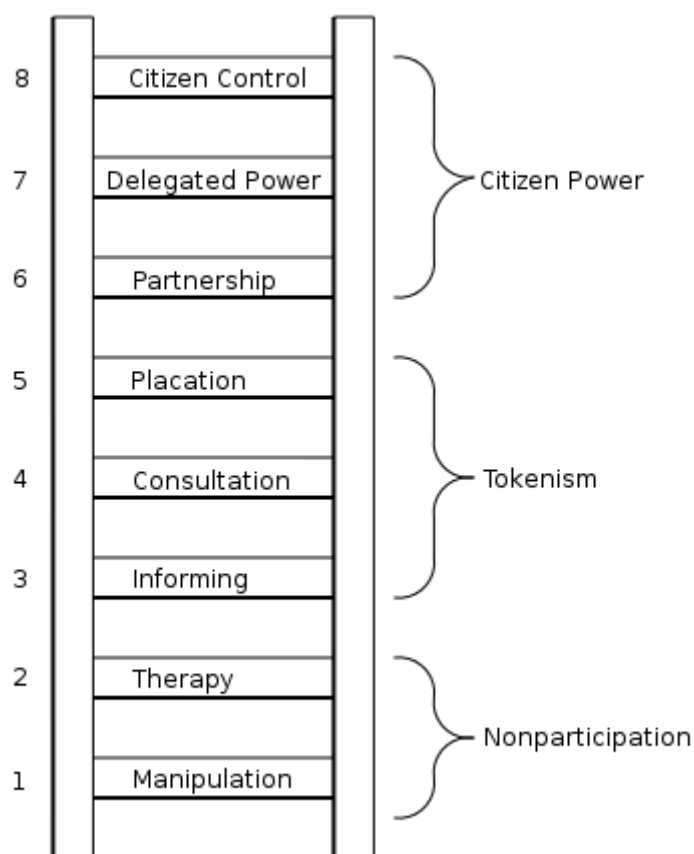 8 Citizen Control
7 Delegated Power Citizen Power
6 Partnership
5 Placation
4 Consultation Tokenism
3 Informing
2 Therapy
Nonparticipation
1 Manipulation